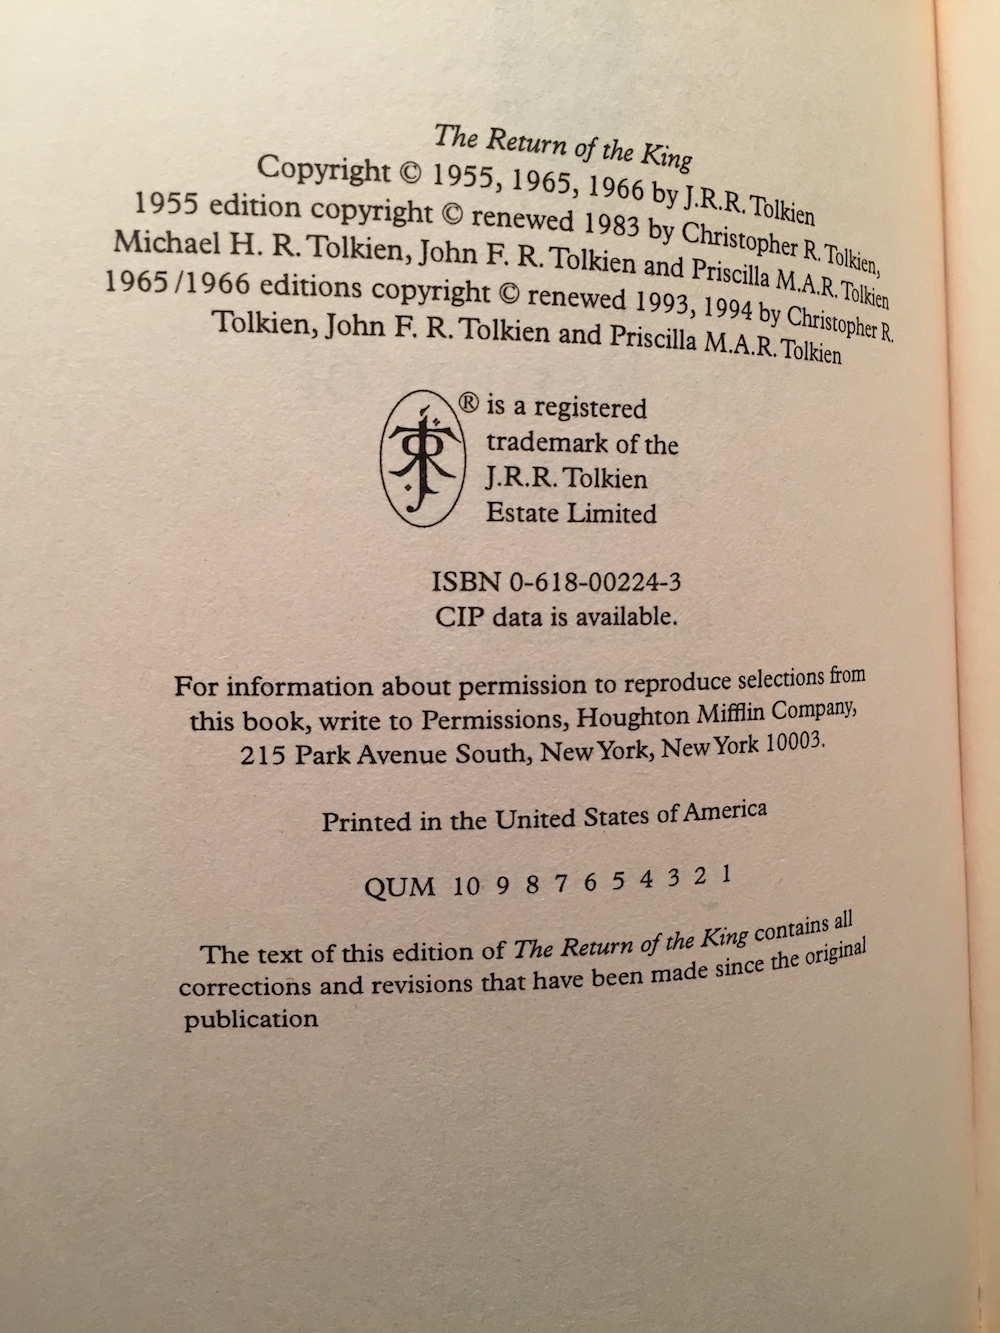 The Return of the King
Copyright © 1955, 1965, 1966 by J.R.R. Tolkien
1955 edition copyright © renewed 1983 by Christopher R. Tolkien,
Michael H. R. Tolkien, John F. R. Tolkien and Priscilla M.A.R. Tolkien
1965/1966 editions copyright © renewed 1993, 1994 by Christopher R.
Tolkien, John F. R. Tolkien and Priscilla M.A.R. Tolkien
® is a registered
trademark of the
J.R.R. Tolkien
Estate Limited
ISBN 0-618-00224-3
CIP data is available.
For information about permission to reproduce selections from
this book, write to Permissions, Houghton Mifflin Company,
215 Park Avenue South, New York, New York 10003.
Printed in the United States of America
QUM 10 9 8 7 6 5 4 3 2 1
The text of this edition of The Return of the King contains all
corrections and revisions that have been made since the original
publication